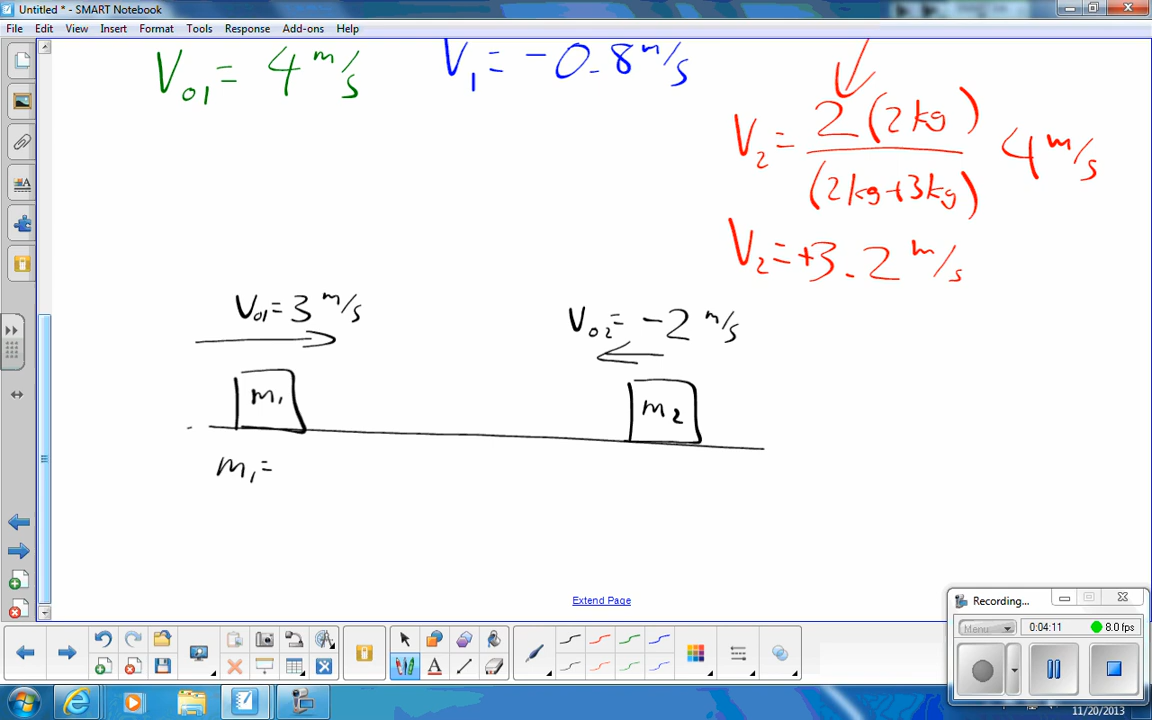 Untitled * - SMART Notebook
File Edit View Insert Format Tools Response Add-ons Help
V01 = 4 m/s
V1 = -0.8 m/s
V2 = 2(2kg) / (2kg+3kg) 4 m/s
V2 = +3.2 m/s
V01 = 3 m/s
V02 = -2 m/s
m1
m2
m1 =
Extend Page
Recording...
Menu
0:04:11
8.0 fps
A
11/20/2013